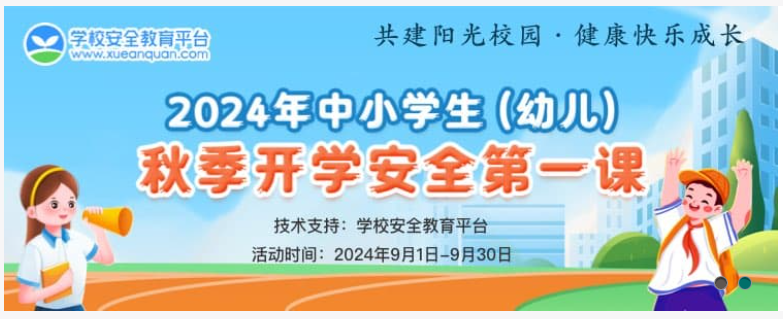 学校安全教育平台
www.xueanquan.com
共建阳光校园·健康快乐成长
2024年中小学生(幼儿)
秋季开学安全第一课
技术支持：学校安全教育平台
活动时间：2024年9月1日-9月30日